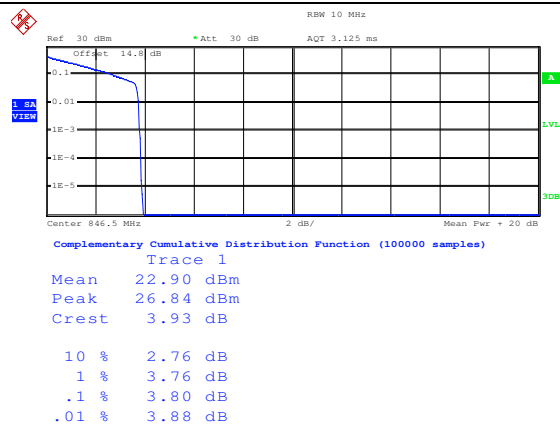 RBW 10 MHz
Ref 30 dBm * Att 30 dB AQT 3.125 ms
Offset 14.8 dB
A
0.1
1 SA
VIEW
0.01
LVL
1E-3
1E-4
1E-5
3DB
Center 846.5 MHz 2 dB/ Mean Pwr + 20 dB
Complementary Cumulative Distribution Function (100000 samples)
Trace 1
Mean 22.90 dBm
Peak 26.84 dBm
Crest 3.93 dB
10 % 2.76 dB
1 % 3.76 dB
.1 % 3.80 dB
.01 % 3.88 dB